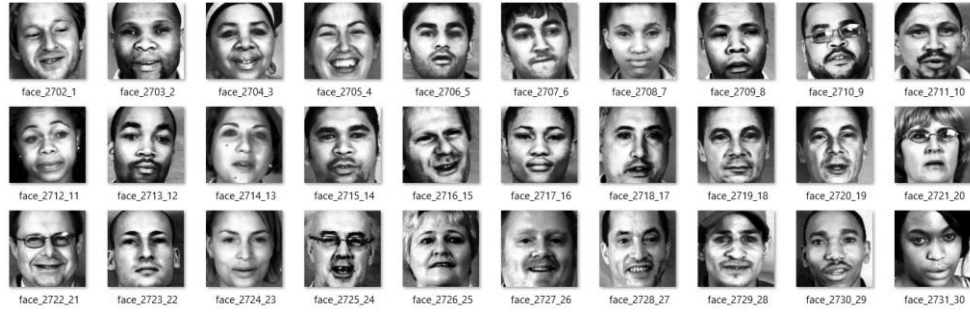 face_2702_1 face_2703_2 face_2704_3 face_2705_4 face_2706_5 face_2707_6 face_2708_7 face_2709_8 face_2710_9 face_2711_10
face_2712_11 face_2713_12 face_2714_13 face_2715_14 face_2716_15 face_2717_16 face_2718_17 face_2719_18 face_2720_19 face_2721_20
face_2722_21 face_2723_22 face_2724_23 face_2725_24 face_2726_25 face_2727_26 face_2728_27 face_2729_28 face_2730_29 face_2731_30